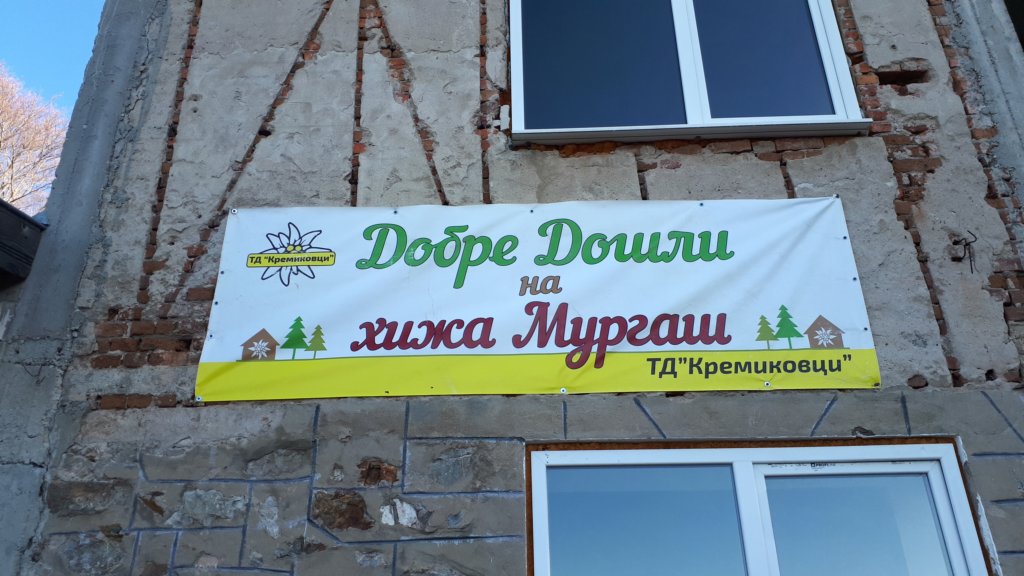 ТД "Кремиковци"
Добре Дошли
на
хижа Мургаш
ТД"Кремиковци"